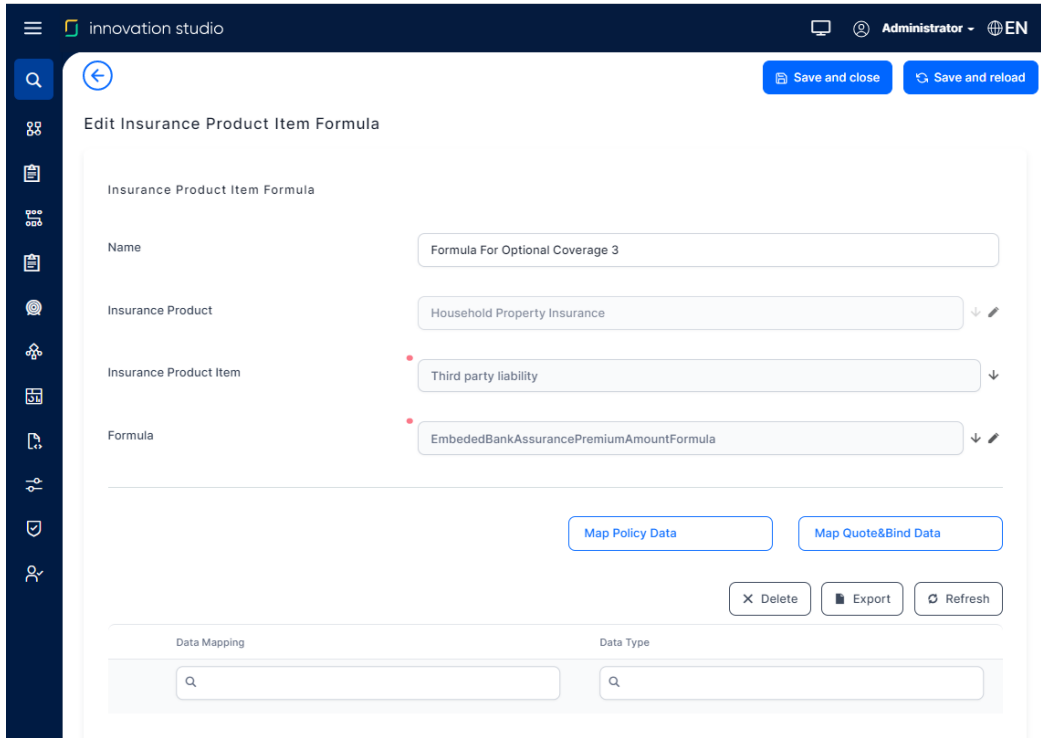 innovation studio
Administrator
EN
Save and close
Save and reload
Edit Insurance Product Item Formula
Insurance Product Item Formula
Name
Formula For Optional Coverage 3
Insurance Product
Household Property Insurance
Insurance Product Item
Third party liability
Formula
EmbededBankAssurancePremiumAmountFormula
Map Policy Data
Map Quote&Bind Data
Delete
Export
Refresh
Data Mapping
Data Type